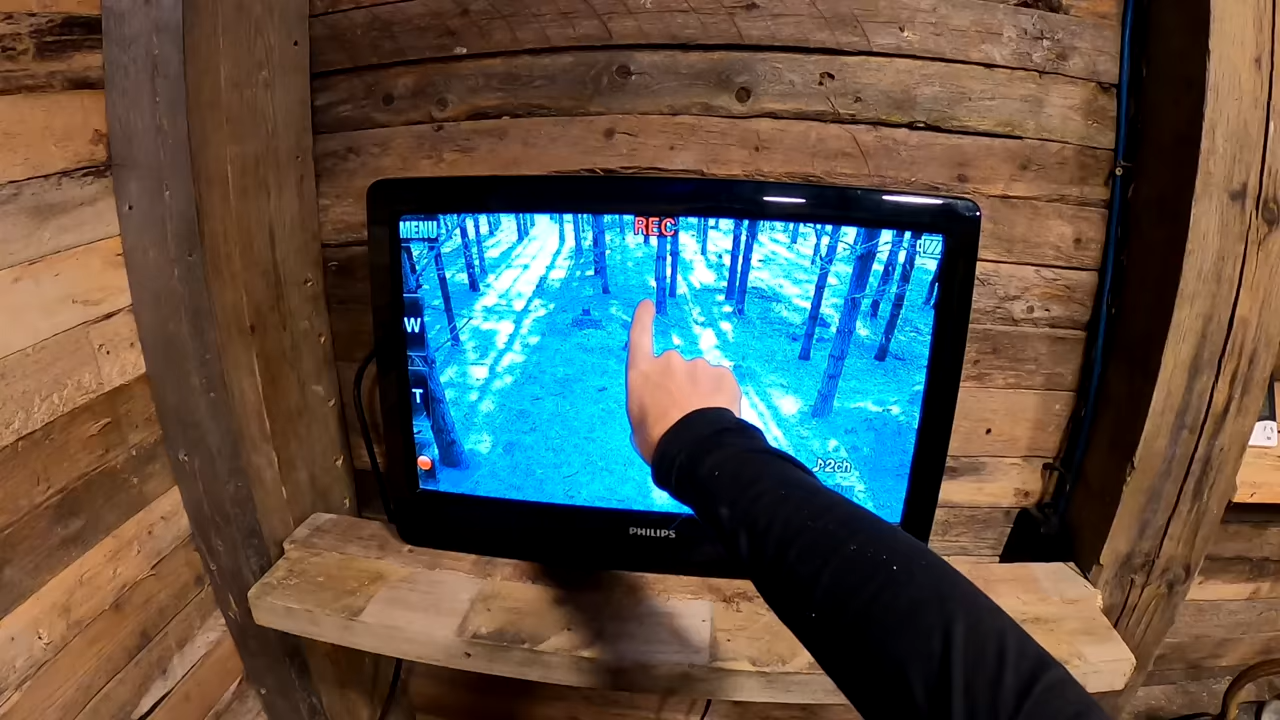 MENU
REC
W
T
♪2ch
PHILIPS